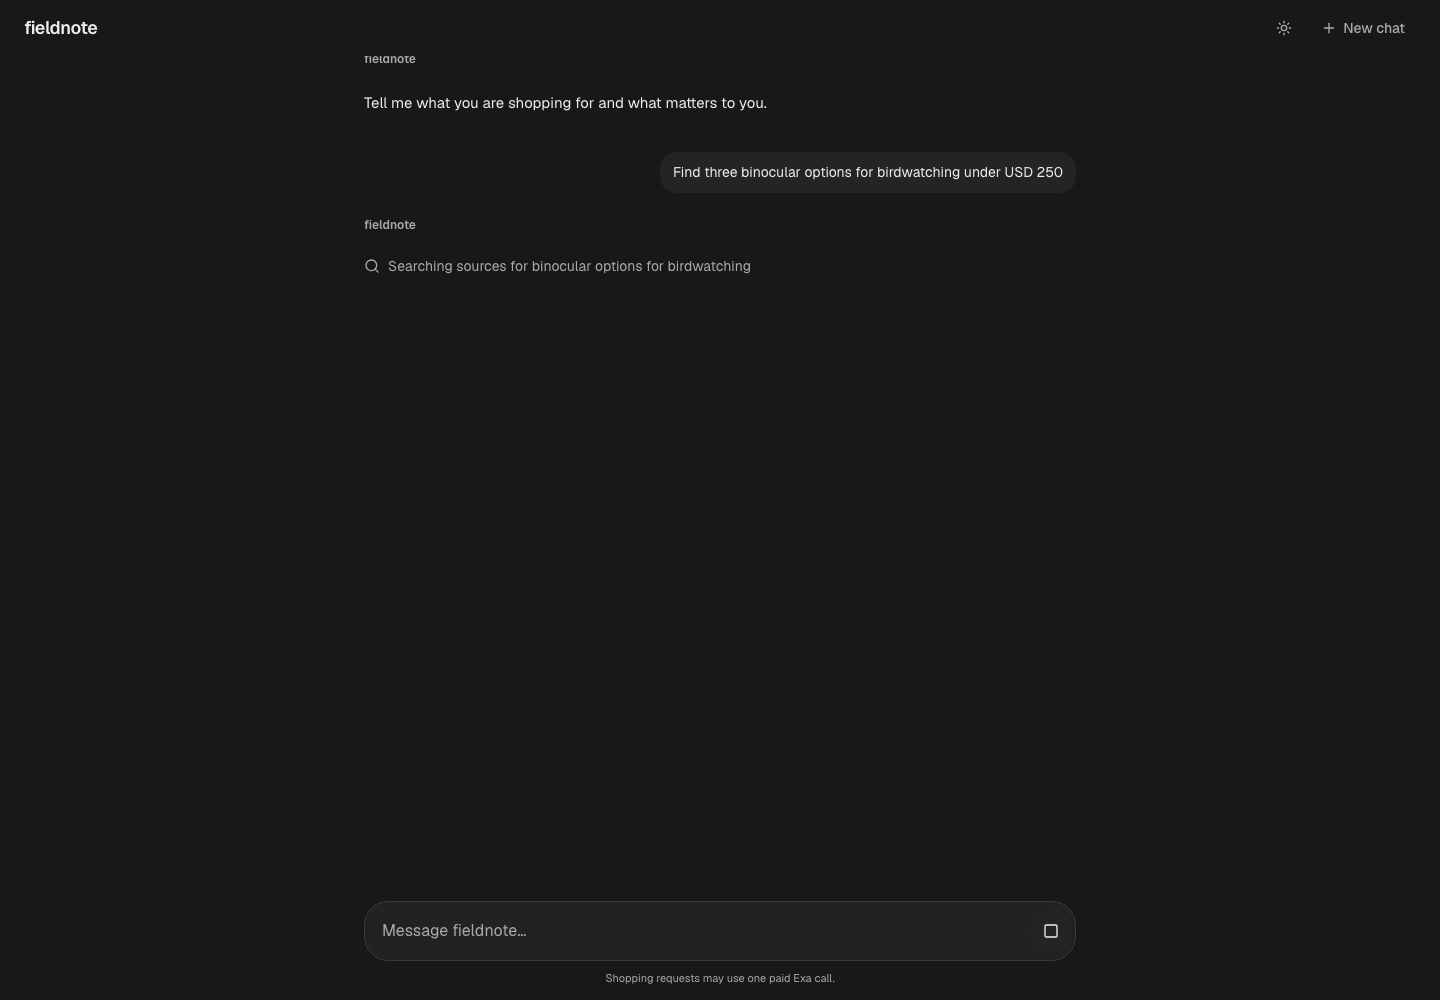 fieldnote
New chat
fieldnote
Tell me what you are shopping for and what matters to you.
Find three binocular options for birdwatching under USD 250
fieldnote
Searching sources for binocular options for birdwatching
Message fieldnote...
Shopping requests may use one paid Exa call.